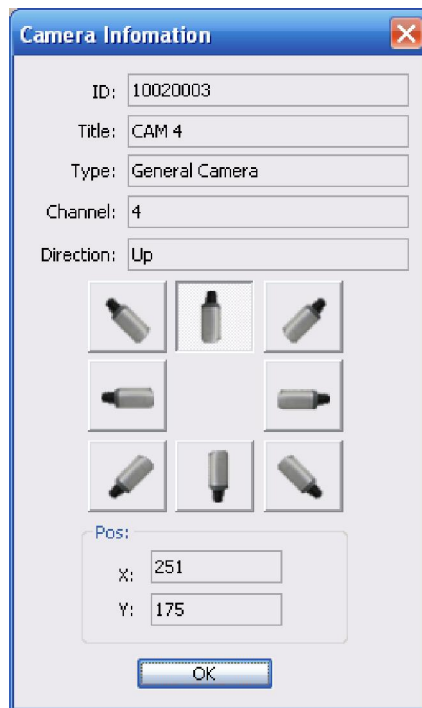 Camera Infomation
ID: 10020003
Title: CAM 4
Type: General Camera
Channel: 4
Direction: Up
Pos:
X: 251
Y: 175
OK